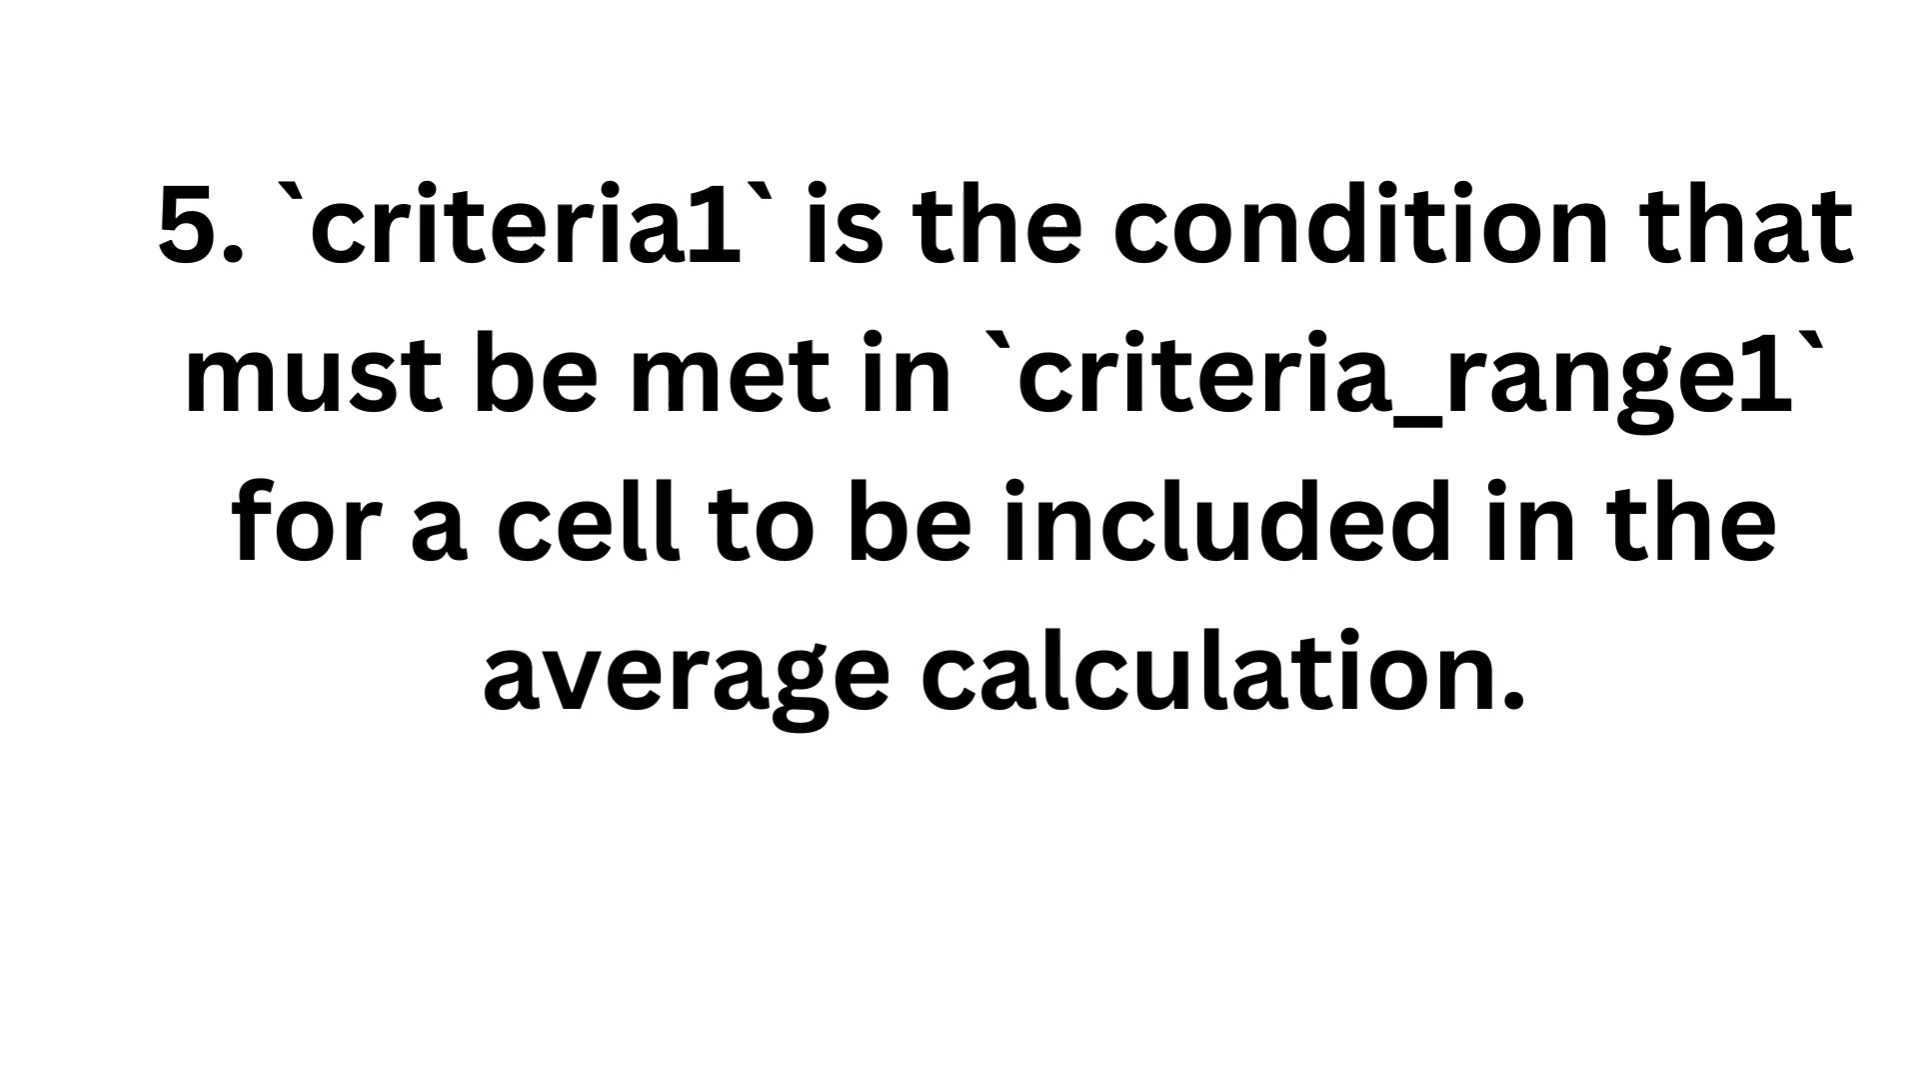 5. `criteria1` is the condition that
must be met in `criteria_range1`
for a cell to be included in the
average calculation.